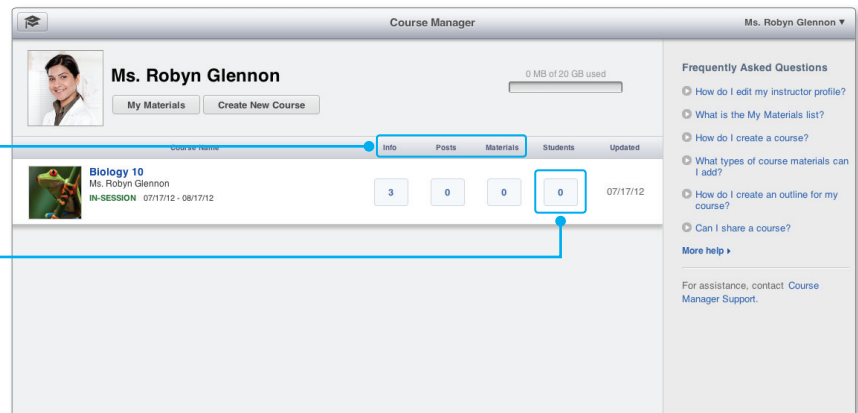 Course Manager
Ms. Robyn Glennon ▼
Ms. Robyn Glennon
0 MB of 20 GB used
My Materials
Create New Course
Course Name
Info
Posts
Materials
Students
Updated
Biology 10
Ms. Robyn Glennon
IN-SESSION 07/17/12 - 08/17/12
3
0
0
0
07/17/12
Frequently Asked Questions
How do I edit my instructor profile?
What is the My Materials list?
How do I create a course?
What types of course materials can
I add?
How do I create an outline for my
course?
Can I share a course?
More help ▸
For assistance, contact Course
Manager Support.